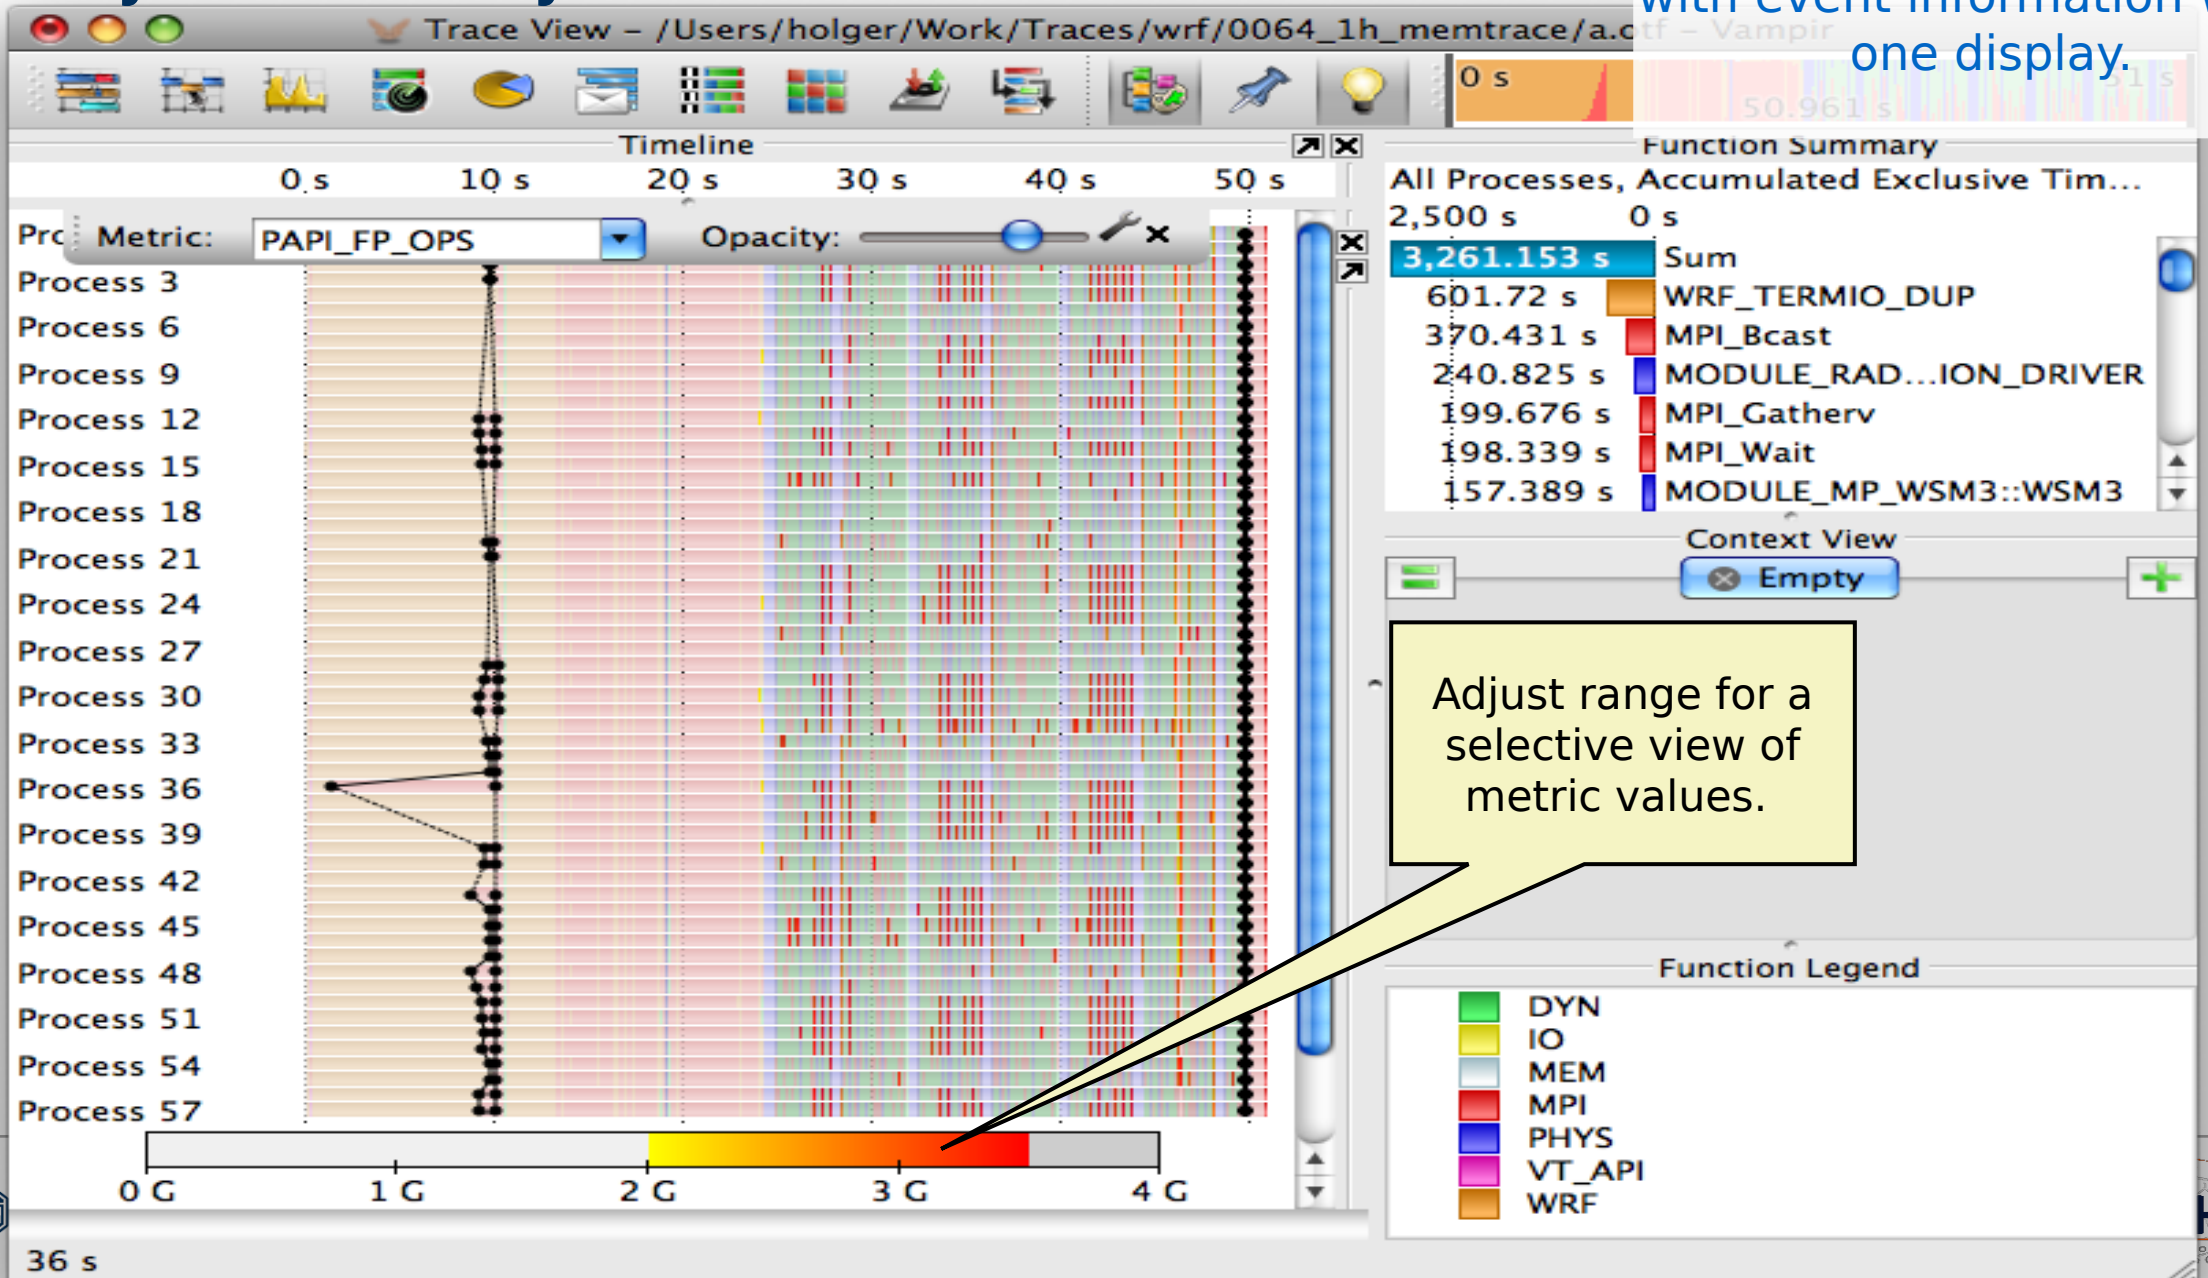 with event information
one display.
Trace View – /Users/holger/Work/Traces/wrf/0064_1h_memtrace/a.otf – Vampir
0 s
51 s
50.961 s
Timeline
0 s 10 s 20 s 30 s 40 s 50 s
Metric: PAPI_FP_OPS Opacity:
Process 3
Process 6
Process 9
Process 12
Process 15
Process 18
Process 21
Process 24
Process 27
Process 30
Process 33
Process 36
Process 39
Process 42
Process 45
Process 48
Process 51
Process 54
Process 57
0 G 1 G 2 G 3 G 4 G
36 s
Function Summary
All Processes, Accumulated Exclusive Tim...
2,500 s 0 s
3,261.153 s Sum
601.72 s WRF_TERMIO_DUP
370.431 s MPI_Bcast
240.825 s MODULE_RAD...ION_DRIVER
199.676 s MPI_Gatherv
198.339 s MPI_Wait
157.389 s MODULE_MP_WSM3::WSM3
Context View
Empty
Adjust range for a
selective view of
metric values.
Function Legend
DYN
IO
MEM
MPI
PHYS
VT_API
WRF